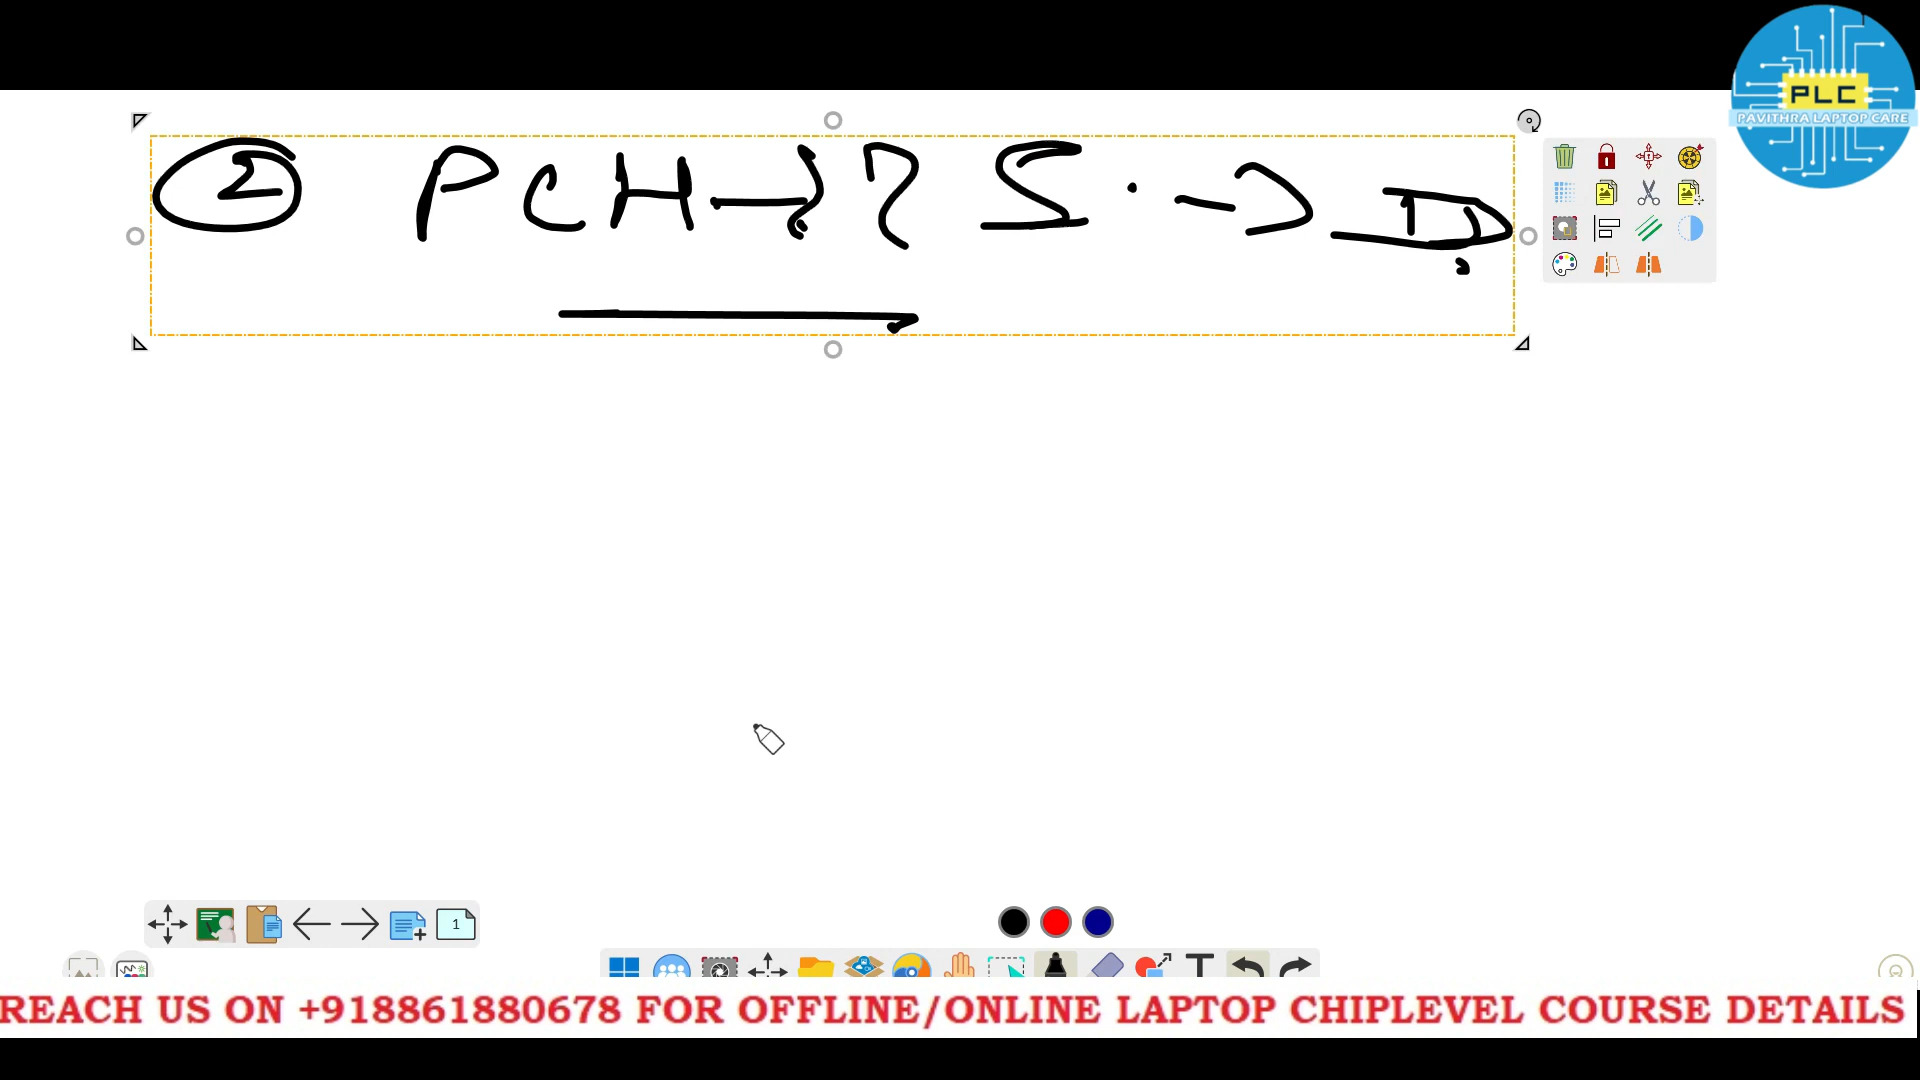 ② PCH → ? S. → D
PLC
PAVITHRA LAPTOP CARE
1
T
REACH US ON +918861880678 FOR OFFLINE/ONLINE LAPTOP CHIPLEVEL COURSE DETAILS